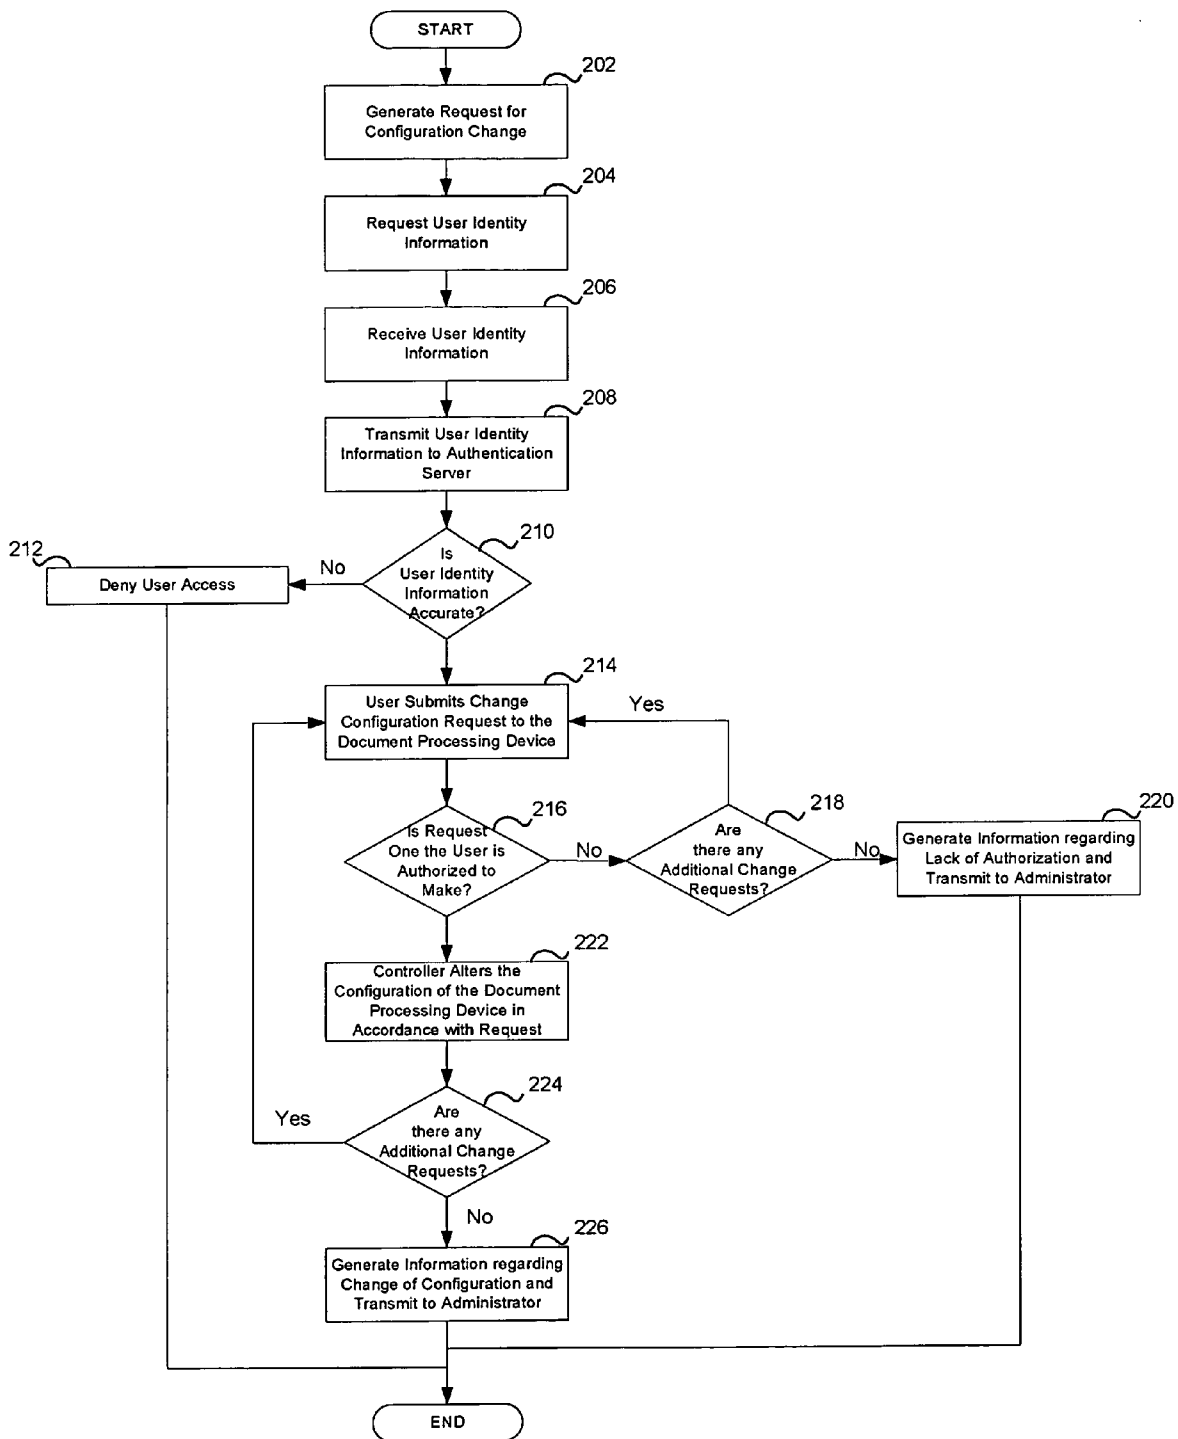 START
202
Generate Request for
Configuration Change
204
Request User Identity
Information
206
Receive User Identity
Information
208
Transmit User Identity
Information to Authentication
Server
210
Is
User Identity
Information
Accurate?
No
212
Deny User Access
214
User Submits Change
Configuration Request to the
Document Processing Device
Yes
216
Is Request
One the User is
Authorized to
Make?
No
218
Are
there any
Additional Change
Requests?
No
220
Generate Information regarding
Lack of Authorization and
Transmit to Administrator
222
Controller Alters the
Configuration of the Document
Processing Device in
Accordance with Request
224
Are
there any
Additional Change
Requests?
Yes
No
226
Generate Information regarding
Change of Configuration and
Transmit to Administrator
END